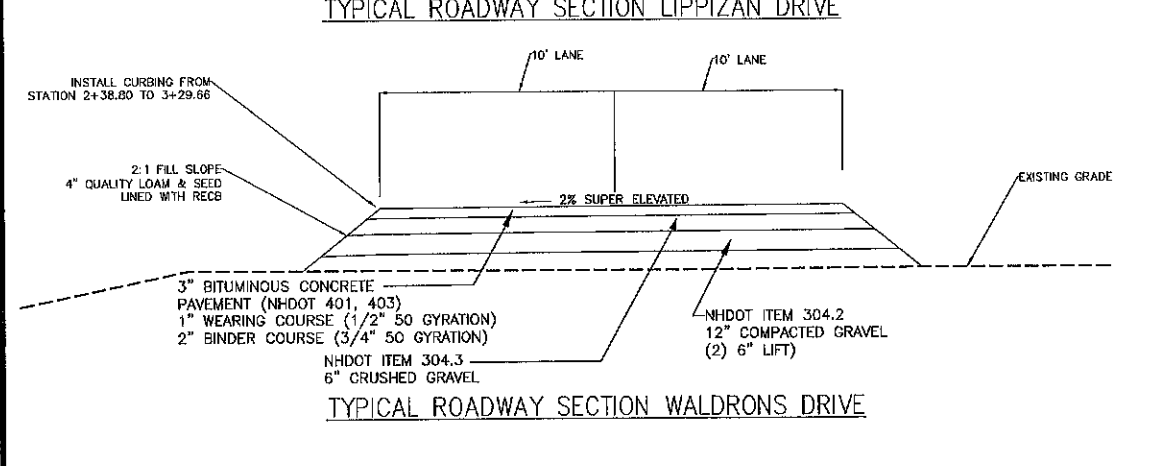 TYPICAL ROADWAY SECTION LIPPIZAN DRIVE
10' LANE
10' LANE
INSTALL CURBING FROM
STATION 2+38.80 TO 3+29.66
2:1 FILL SLOPE
4" QUALITY LOAM & SEED
LINED WITH RECB
EXISTING GRADE
2% SUPER ELEVATED
3" BITUMINOUS CONCRETE
PAVEMENT (NHDOT 401, 403)
1" WEARING COURSE (1/2" 50 GYRATION)
2" BINDER COURSE (3/4" 50 GYRATION)
NHDOT ITEM 304.2
12" COMPACTED GRAVEL
(2) 6" LIFT)
NHDOT ITEM 304.3
6" CRUSHED GRAVEL
TYPICAL ROADWAY SECTION WALDRONS DRIVE